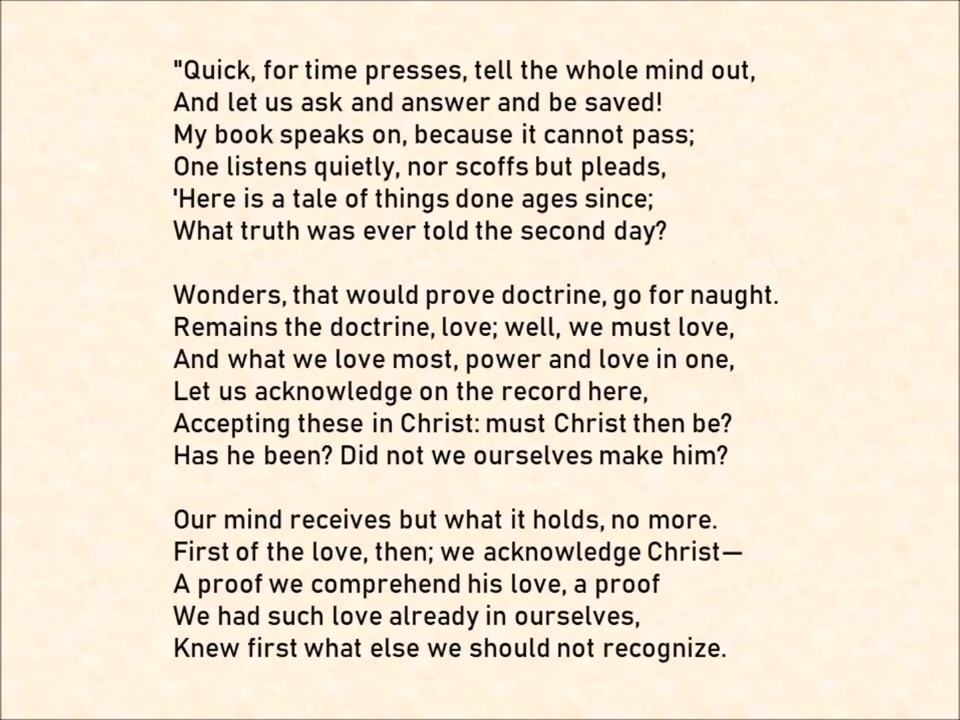 "Quick, for time presses, tell the whole mind out,
And let us ask and answer and be saved!
My book speaks on, because it cannot pass;
One listens quietly, nor scoffs but pleads,
'Here is a tale of things done ages since;
What truth was ever told the second day?
Wonders, that would prove doctrine, go for naught.
Remains the doctrine, love; well, we must love,
And what we love most, power and love in one,
Let us acknowledge on the record here,
Accepting these in Christ: must Christ then be?
Has he been? Did not we ourselves make him?
Our mind receives but what it holds, no more.
First of the love, then; we acknowledge Christ—
A proof we comprehend his love, a proof
We had such love already in ourselves,
Knew first what else we should not recognize.